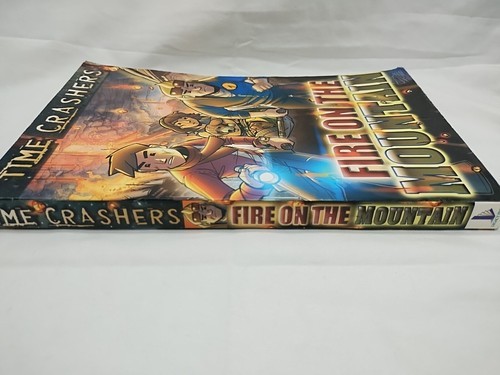 TIME CRASHERS
FIRE ON THE
MOUNTAIN
ME CRASHERS FIRE ON THE MOUNTAIN